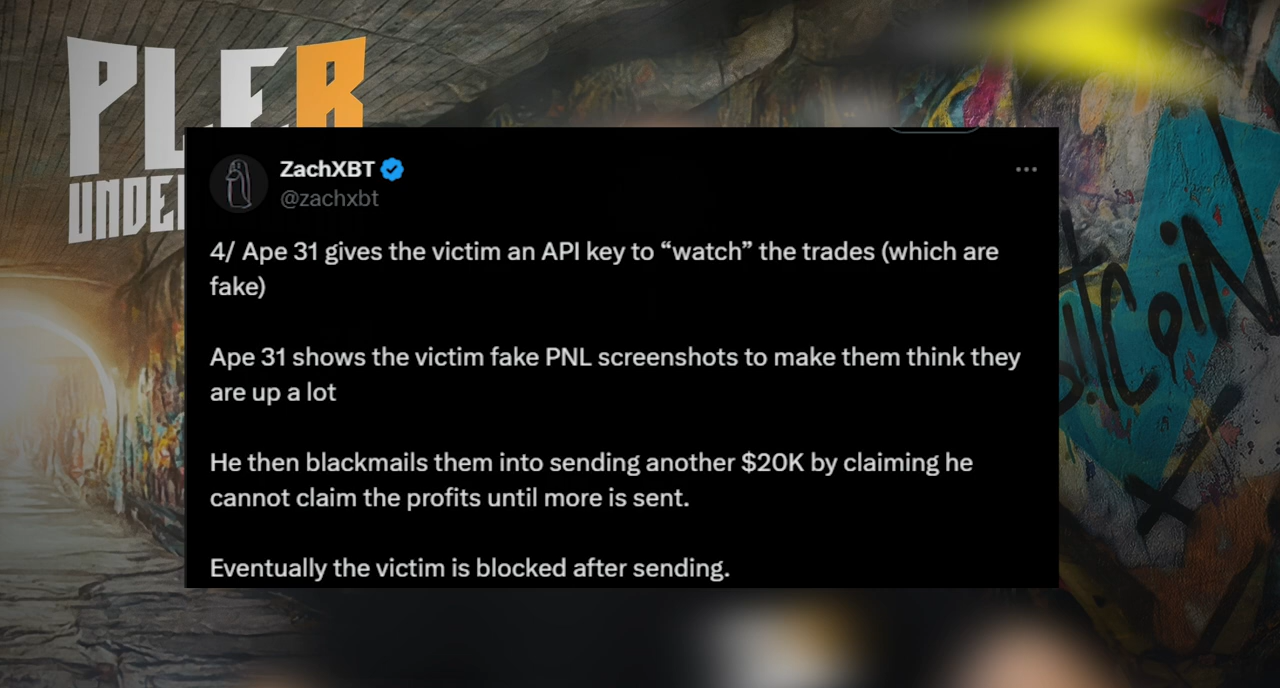 ZachXBT
@zachxbt
4/ Ape 31 gives the victim an API key to “watch” the trades (which are
fake)
Ape 31 shows the victim fake PNL screenshots to make them think they
are up a lot
He then blackmails them into sending another $20K by claiming he
cannot claim the profits until more is sent.
Eventually the victim is blocked after sending.